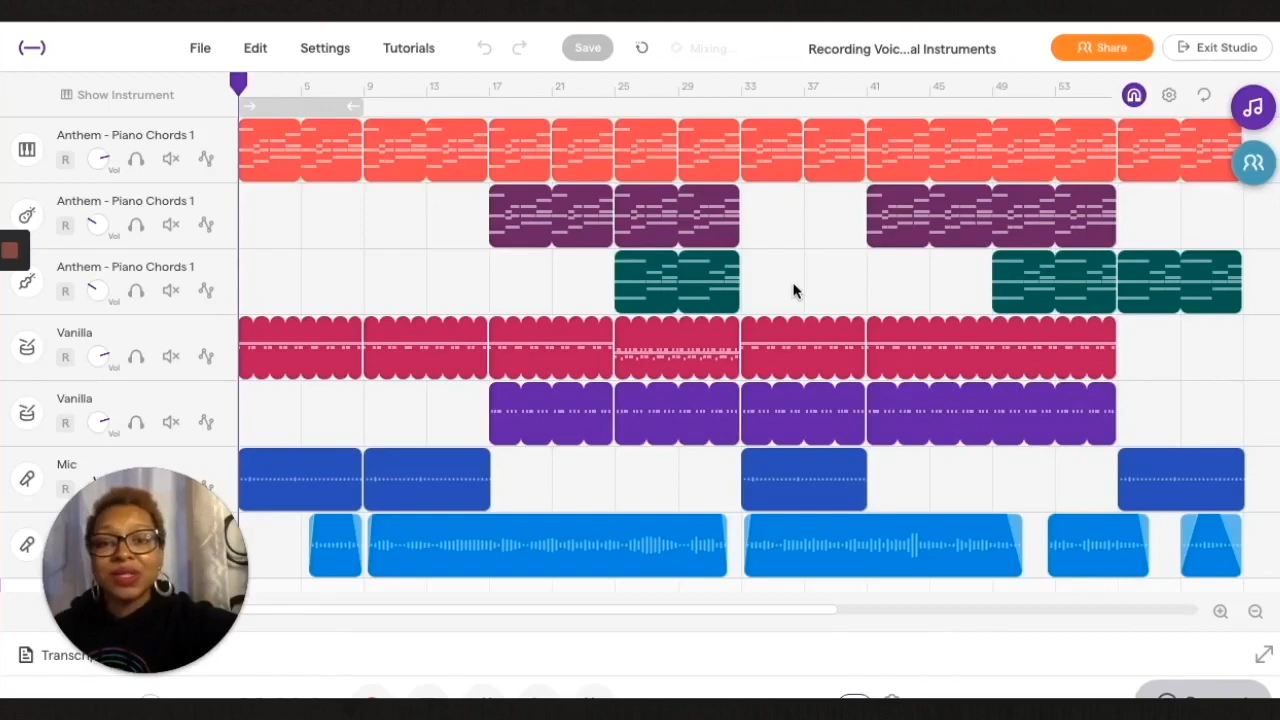 File Edit Settings Tutorials Save Mixing... Recording Voic...al Instruments Share Exit Studio
Show Instrument 5 9 13 17 21 25 29 33 37 41 45 49 53
Anthem - Piano Chords 1
R Vol
Anthem - Piano Chords 1
R Vol
Anthem - Piano Chords 1
R Vol
Vanilla
R Vol
Vanilla
R Vol
Mic
R
Transcri